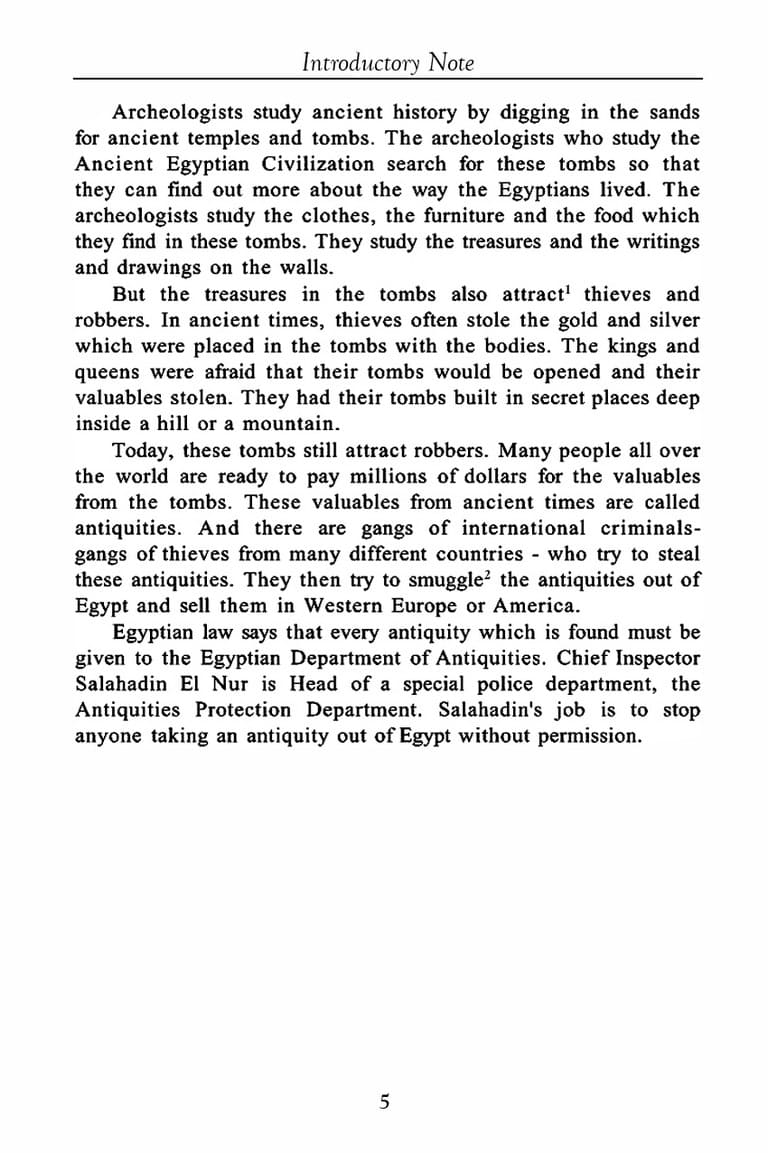 Introductory Note
Archeologists study ancient history by digging in the sands
for ancient temples and tombs. The archeologists who study the
Ancient Egyptian Civilization search for these tombs so that
they can find out more about the way the Egyptians lived. The
archeologists study the clothes, the furniture and the food which
they find in these tombs. They study the treasures and the writings
and drawings on the walls.
But the treasures in the tombs also attract¹ thieves and
robbers. In ancient times, thieves often stole the gold and silver
which were placed in the tombs with the bodies. The kings and
queens were afraid that their tombs would be opened and their
valuables stolen. They had their tombs built in secret places deep
inside a hill or a mountain.
Today, these tombs still attract robbers. Many people all over
the world are ready to pay millions of dollars for the valuables
from the tombs. These valuables from ancient times are called
antiquities. And there are gangs of international criminals-
gangs of thieves from many different countries - who try to steal
these antiquities. They then try to smuggle² the antiquities out of
Egypt and sell them in Western Europe or America.
Egyptian law says that every antiquity which is found must be
given to the Egyptian Department of Antiquities. Chief Inspector
Salahadin El Nur is Head of a special police department, the
Antiquities Protection Department. Salahadin's job is to stop
anyone taking an antiquity out of Egypt without permission.
5